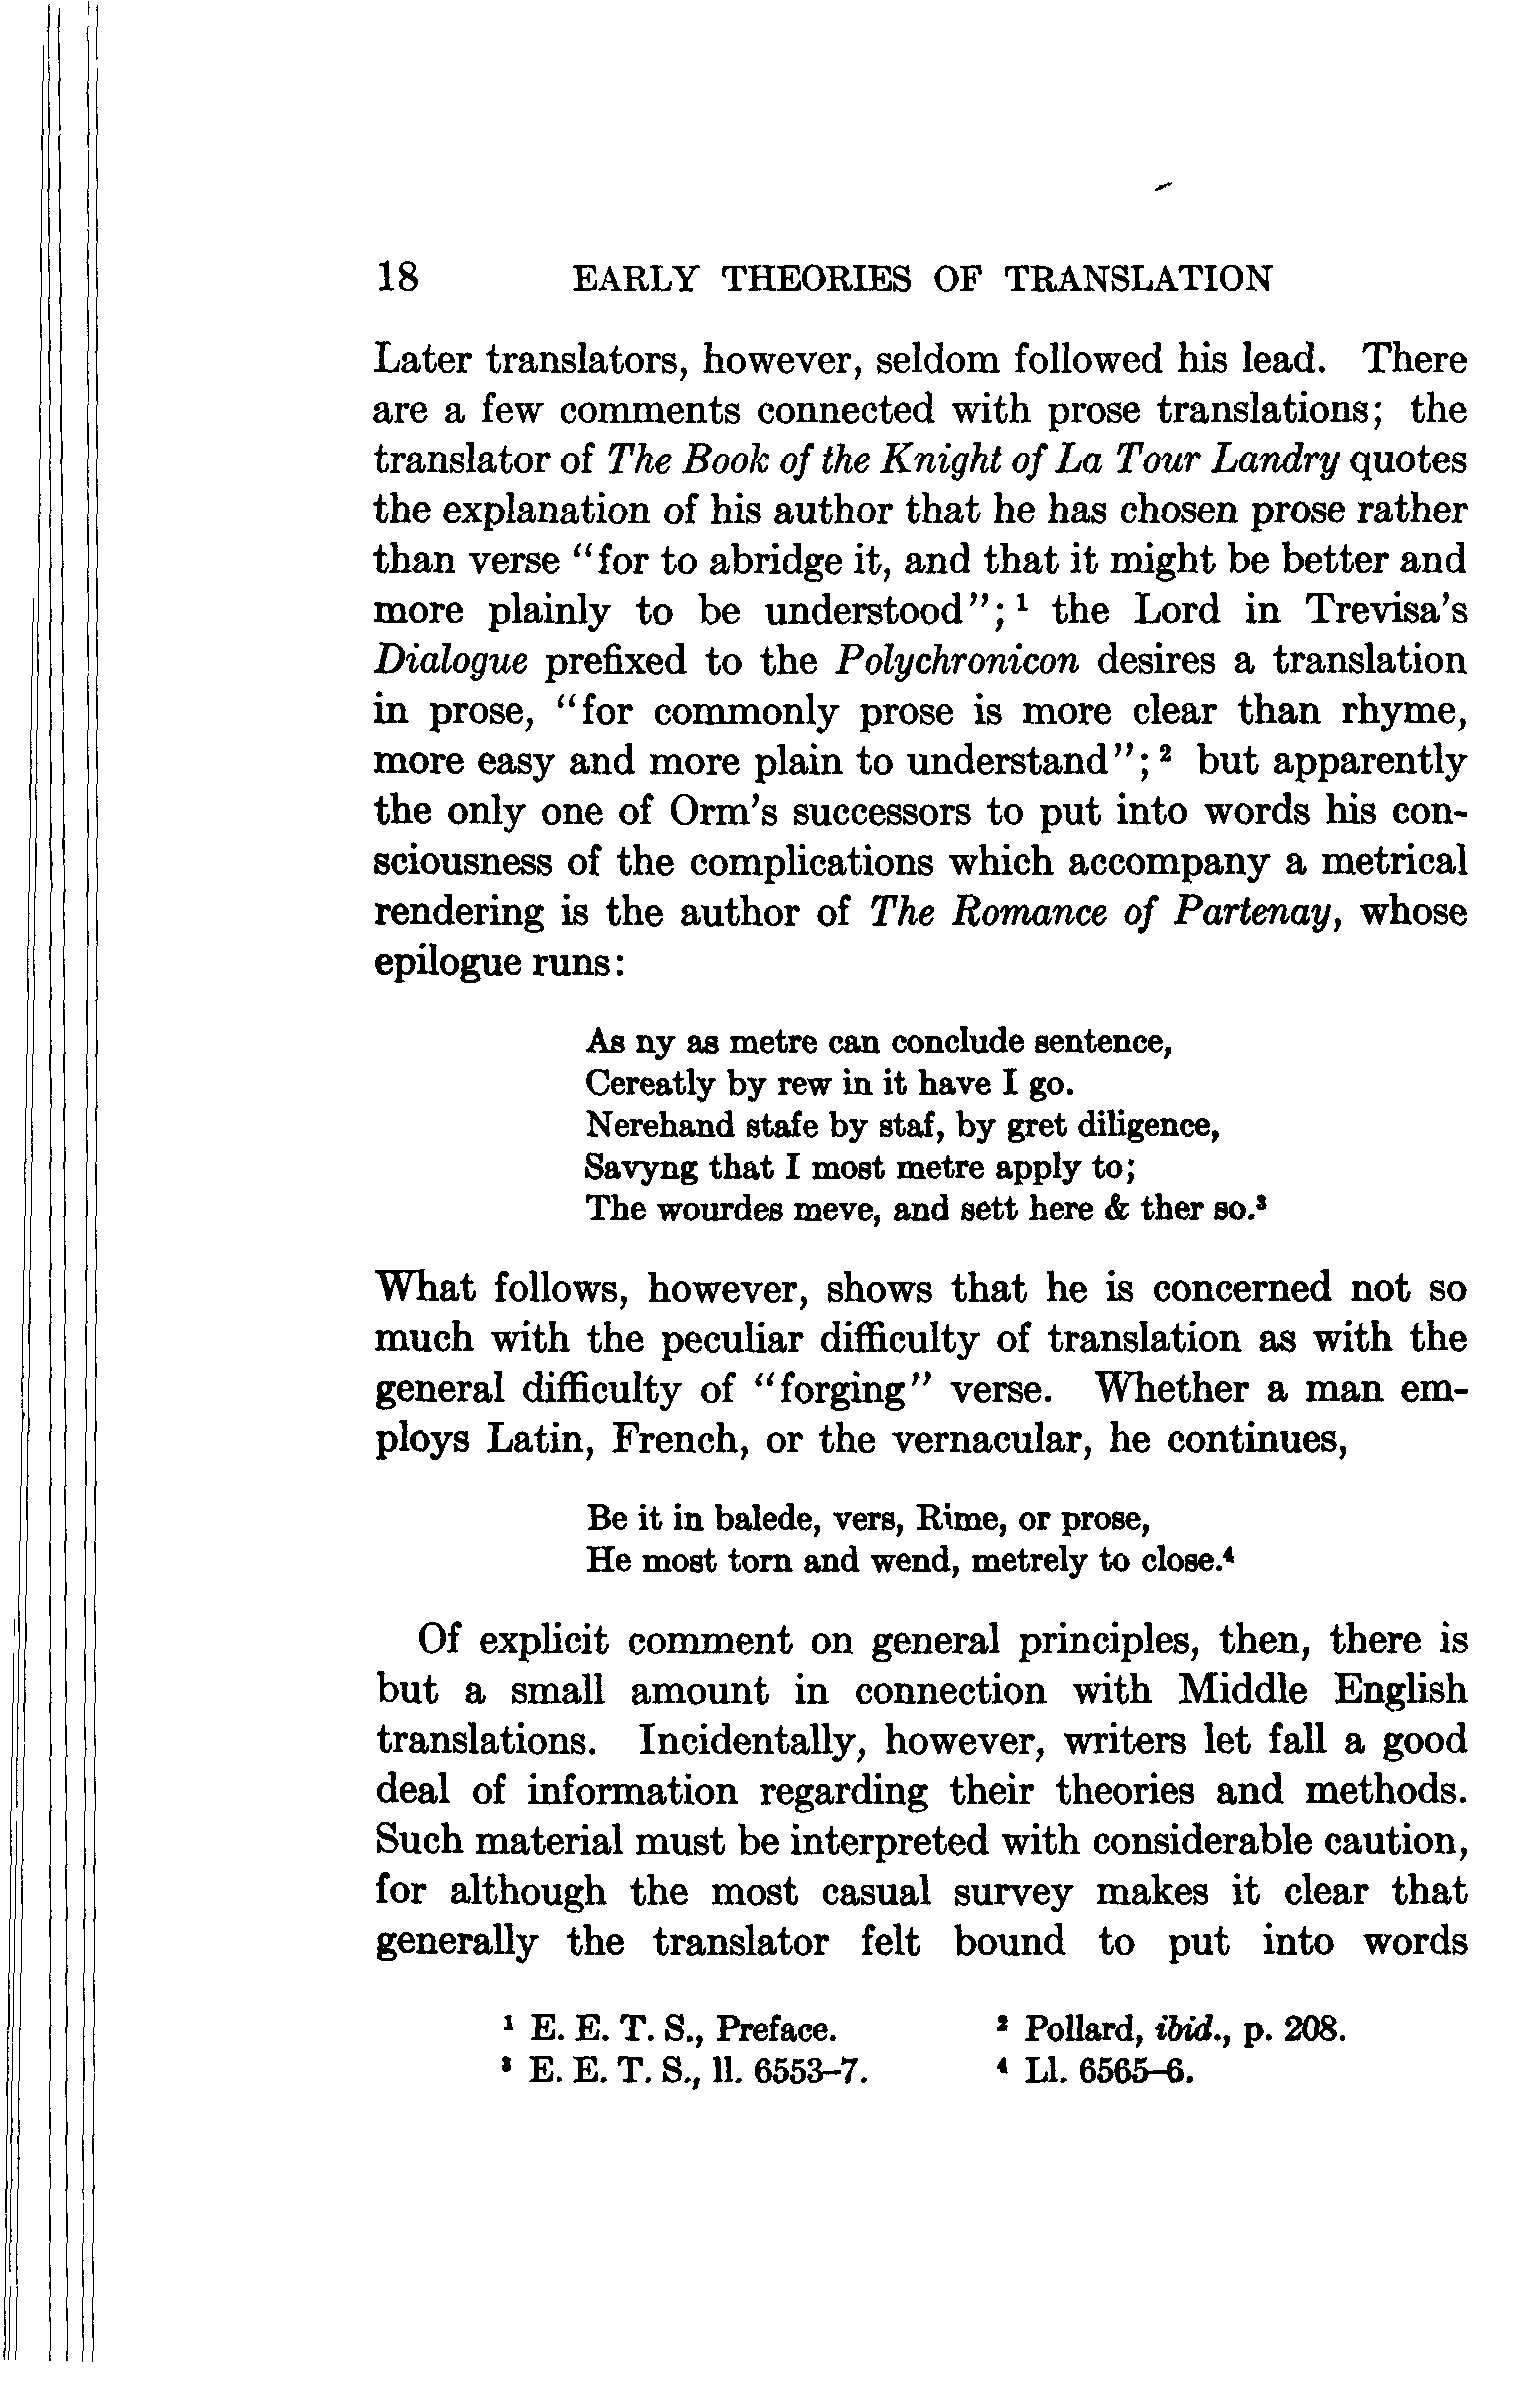 18 EARLY THEORIES OF TRANSLATION
Later translators, however, seldom followed his lead. There
are a few comments connected with prose translations; the
translator of The Book of the Knight of La Tour Landry quotes
the explanation of his author that he has chosen prose rather
than verse "for to abridge it, and that it might be better and
more plainly to be understood";¹ the Lord in Trevisa's
Dialogue prefixed to the Polychronicon desires a translation
in prose, "for commonly prose is more clear than rhyme,
more easy and more plain to understand";² but apparently
the only one of Orm's successors to put into words his con-
sciousness of the complications which accompany a metrical
rendering is the author of The Romance of Partenay, whose
epilogue runs:
As ny as metre can conclude sentence,
Cereatly by rew in it have I go.
Nerehand stafe by staf, by gret diligence,
Savyng that I most metre apply to;
The wourdes meve, and sett here & ther so.³
What follows, however, shows that he is concerned not so
much with the peculiar difficulty of translation as with the
general difficulty of "forging" verse. Whether a man em-
ploys Latin, French, or the vernacular, he continues,
Be it in balede, vers, Rime, or prose,
He most torn and wend, metrely to close.⁴
Of explicit comment on general principles, then, there is
but a small amount in connection with Middle English
translations. Incidentally, however, writers let fall a good
deal of information regarding their theories and methods.
Such material must be interpreted with considerable caution,
for although the most casual survey makes it clear that
generally the translator felt bound to put into words
¹ E. E. T. S., Preface. ² Pollard, ibid., p. 208.
³ E. E. T. S., ll. 6553–7. ⁴ Ll. 6565–6.